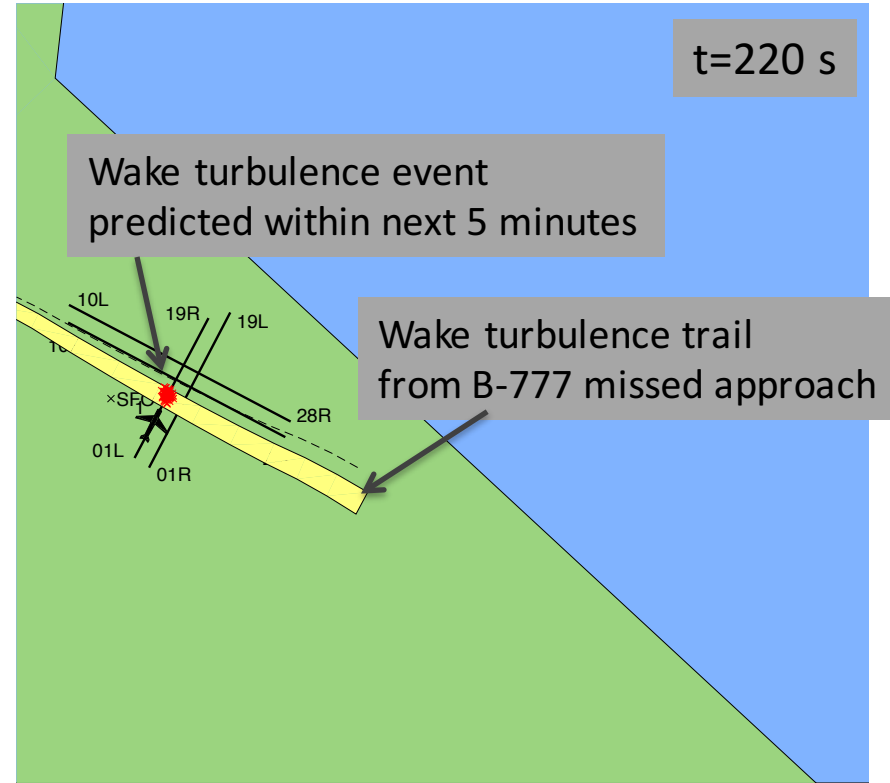 t=220 s
Wake turbulence event
predicted within next 5 minutes
10L
19R
19L
Wake turbulence trail
from B-777 missed approach
28R
01L
01R